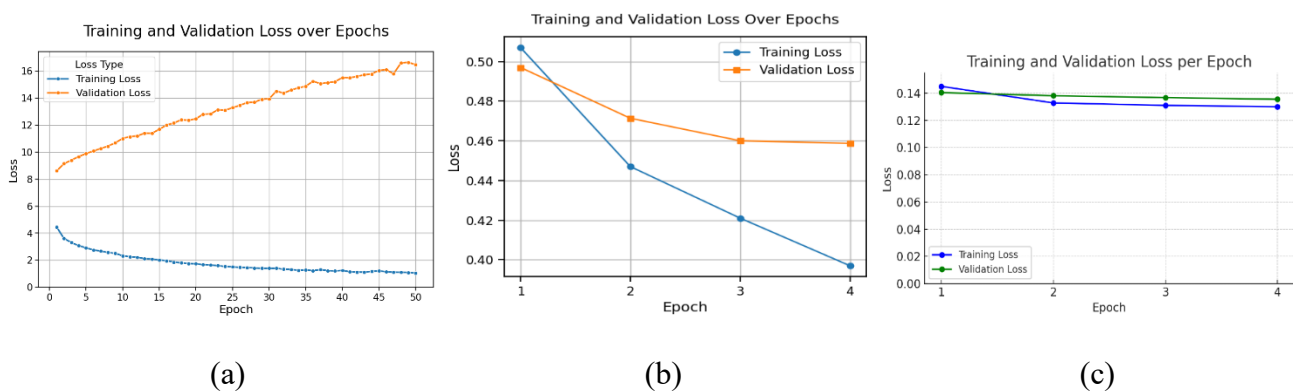 Training and Validation Loss over Epochs
Loss Type
Training Loss
Validation Loss
16
14
12
10
8
6
4
2
0
Loss
0 5 10 15 20 25 30 35 40 45 50
Epoch
(a)
Training and Validation Loss Over Epochs
Training Loss
Validation Loss
0.50
0.48
0.46
0.44
0.42
0.40
Loss
1 2 3 4
Epoch
(b)
Training and Validation Loss per Epoch
0.14
0.12
0.10
0.08
0.06
0.04
0.02
0.00
Loss
Training Loss
Validation Loss
1 2 3 4
Epoch
(c)